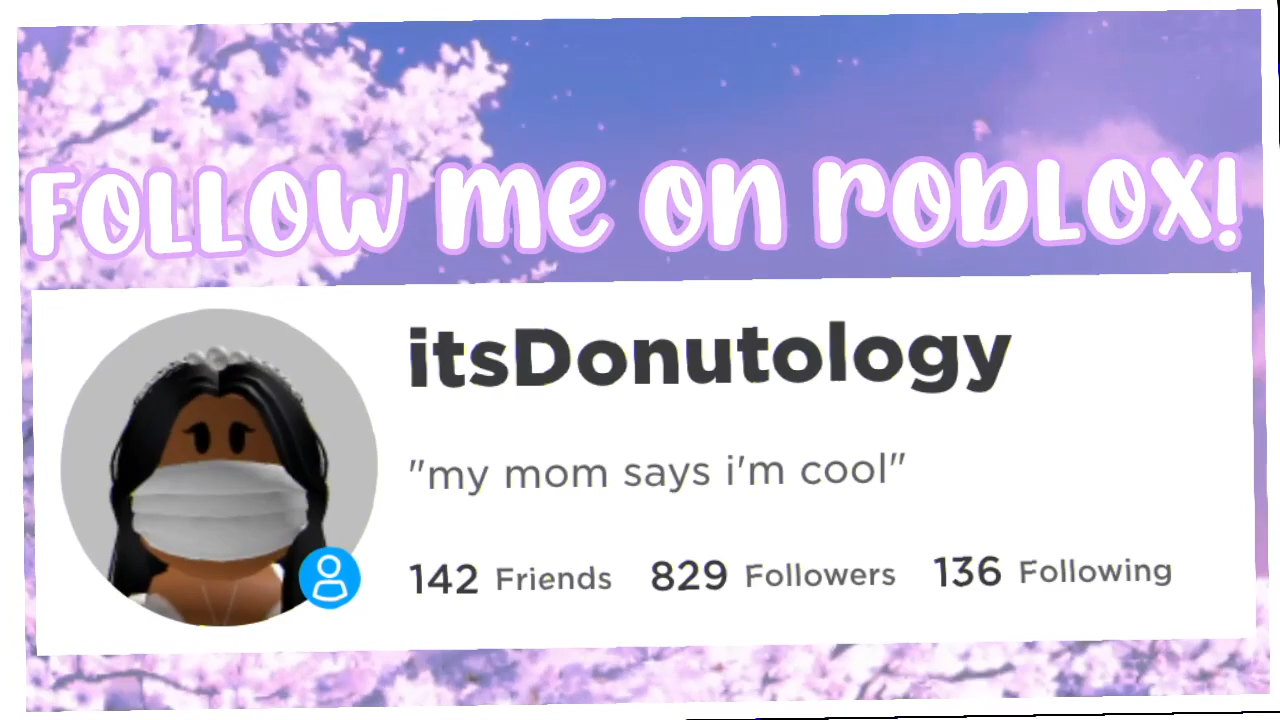 FOLLOW me on roblox!
itsDonutology
"my mom says i'm cool"
142 Friends 829 Followers 136 Following